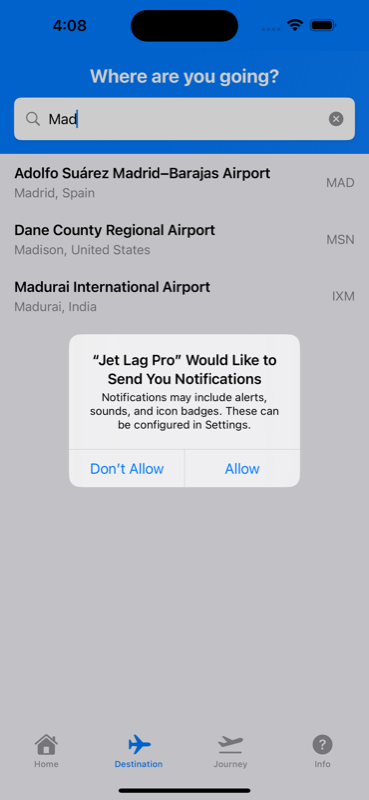 4:08
Where are you going?
Mad
Adolfo Suárez Madrid–Barajas Airport
Madrid, Spain
MAD
Dane County Regional Airport
Madison, United States
MSN
Madurai International Airport
Madurai, India
IXM
“Jet Lag Pro” Would Like to
Send You Notifications
Notifications may include alerts,
sounds, and icon badges. These can
be configured in Settings.
Don’t Allow
Allow
Home
Destination
Journey
?
Info